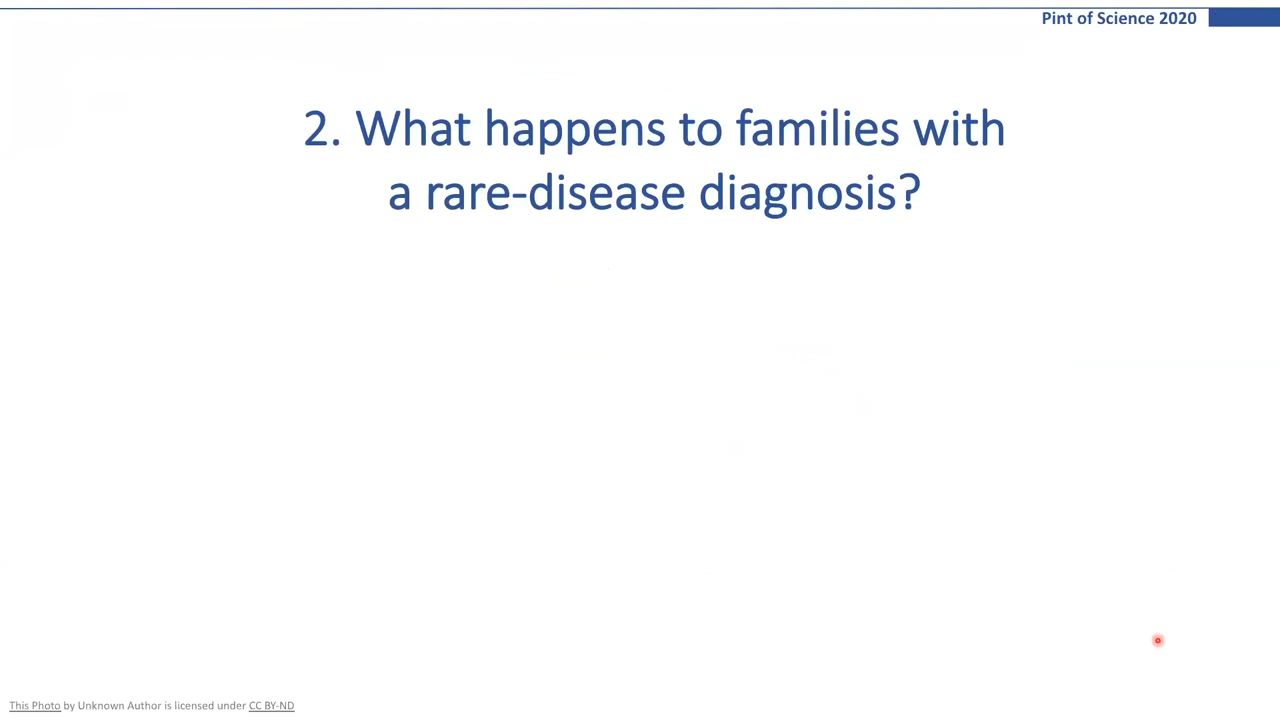 Pint of Science 2020
2. What happens to families with
a rare-disease diagnosis?
This Photo by Unknown Author is licensed under CC BY-ND